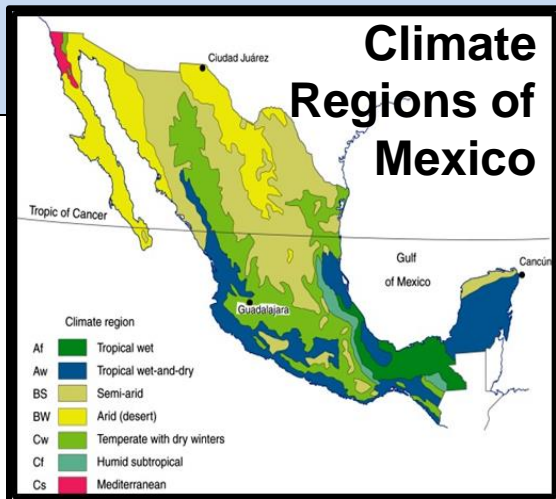 Climate
Regions of
Mexico
Ciudad Juárez
Tropic of Cancer
Gulf
of Mexico
Cancún
Guadalajara
Climate region
Af Tropical wet
Aw Tropical wet-and-dry
BS Semi-arid
BW Arid (desert)
Cw Temperate with dry winters
Cf Humid subtropical
Cs Mediterranean